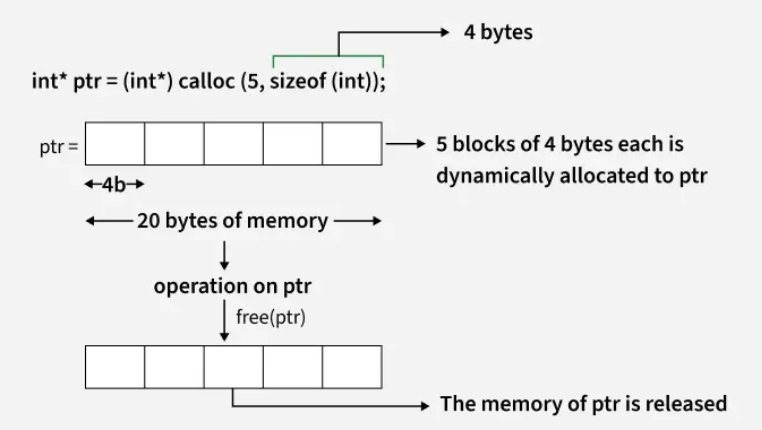 4 bytes
int* ptr = (int*) calloc (5, sizeof (int));
ptr =
5 blocks of 4 bytes each is
dynamically allocated to ptr
4b
20 bytes of memory
operation on ptr
free(ptr)
The memory of ptr is released